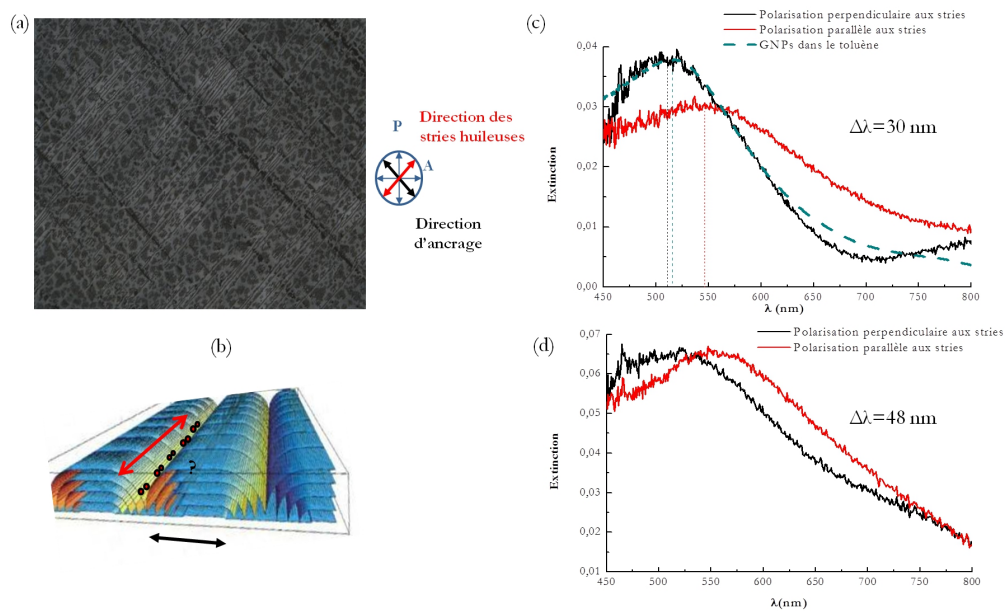 (a)
P
Direction des
stries huileuses
A
Direction
d'ancrage
(b)
?
(c)
Polarisation perpendiculaire aux stries
Polarisation parallèle aux stries
GNPs dans le toluène
0,04
0,03
0,02
0,01
0,00
Extinction
Δλ=30 nm
450 500 550 600 650 700 750 800
λ (nm)
(d)
Polarisation perpendiculaire aux stries
Polarisation parallèle aux stries
0,07
0,06
0,05
0,04
0,03
0,02
0,01
Extinction
Δλ=48 nm
450 500 550 600 650 700 750 800
λ(nm)